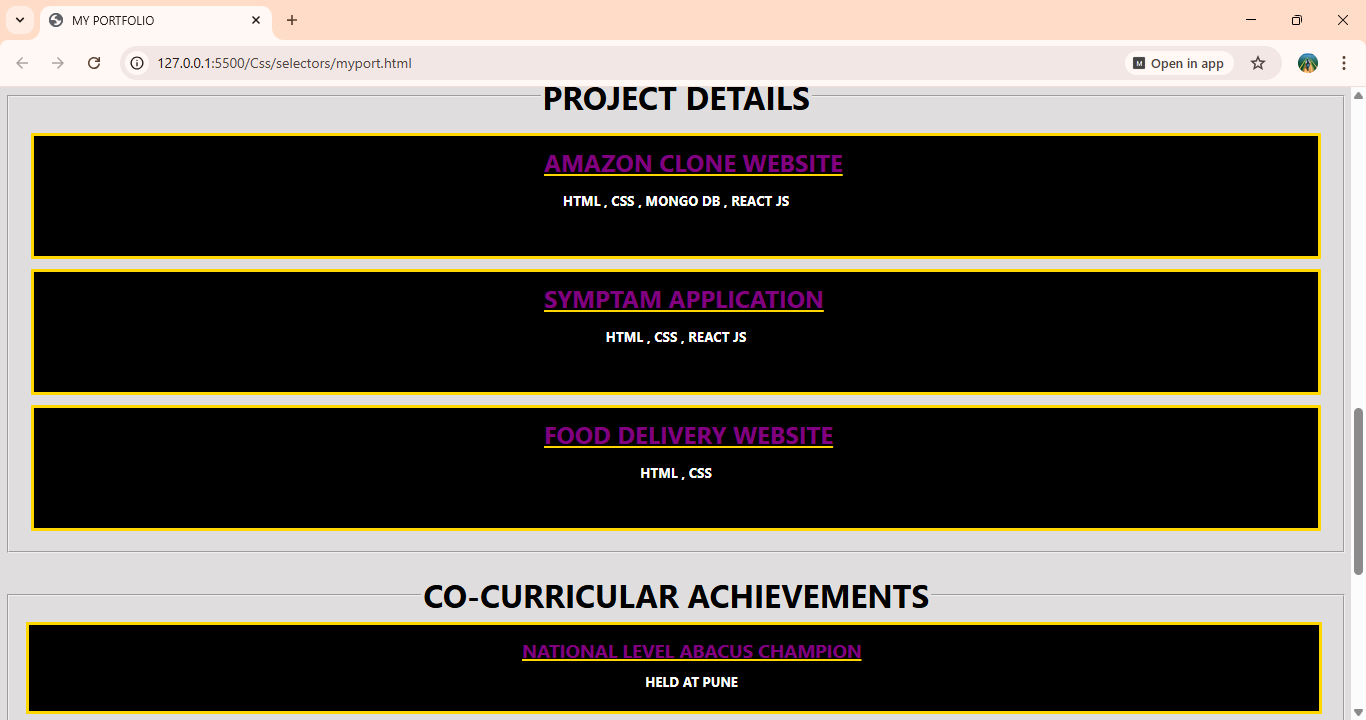 MY PORTFOLIO
127.0.0.1:5500/Css/selectors/myport.html
M Open in app
PROJECT DETAILS
AMAZON CLONE WEBSITE
HTML , CSS , MONGO DB , REACT JS
SYMPTAM APPLICATION
HTML , CSS , REACT JS
FOOD DELIVERY WEBSITE
HTML , CSS
CO-CURRICULAR ACHIEVEMENTS
NATIONAL LEVEL ABACUS CHAMPION
HELD AT PUNE